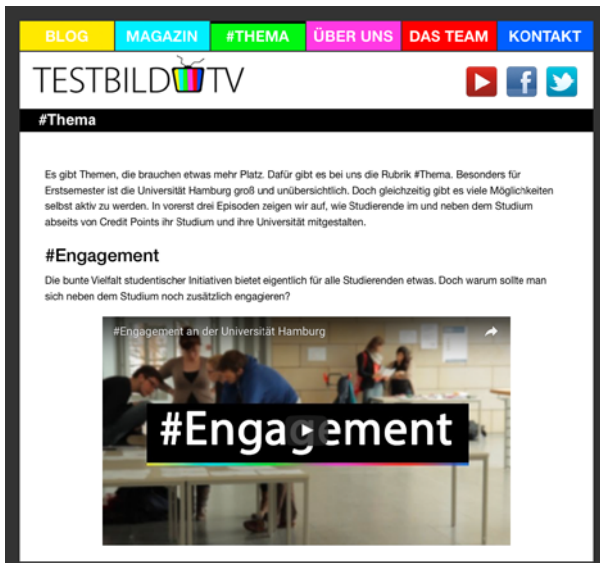 BLOG MAGAZIN #THEMA ÜBER UNS DAS TEAM KONTAKT
TESTBILD TV
#Thema
Es gibt Themen, die brauchen etwas mehr Platz. Dafür gibt es bei uns die Rubrik #Thema. Besonders für
Erstsemester ist die Universität Hamburg groß und unübersichtlich. Doch gleichzeitig gibt es viele Möglichkeiten
selbst aktiv zu werden. In vorerst drei Episoden zeigen wir auf, wie Studierende im und neben dem Studium
abseits von Credit Points ihr Studium und ihre Universität mitgestalten.
#Engagement
Die bunte Vielfalt studentischer Initiativen bietet eigentlich für alle Studierenden etwas. Doch warum sollte man
sich neben dem Studium noch zusätzlich engagieren?
#Engagement an der Universität Hamburg
#Engagement